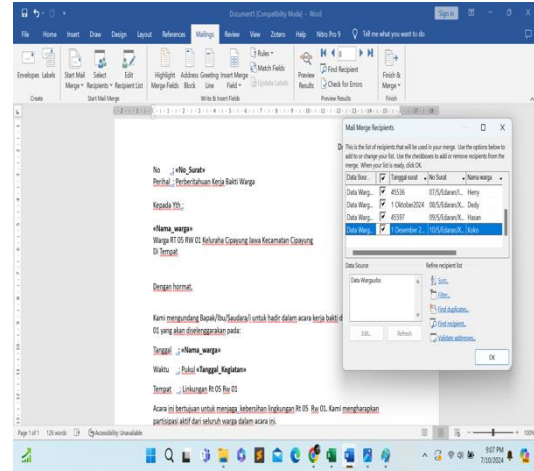 Document1 [Compatibility Mode] - Word
Sign in
File Home Insert Draw Design Layout References Mailings Review View Zotero Help Nitro Pro 9 Tell me what you want to do
Envelopes Labels Start Mail Merge Select Recipients Edit Recipient List Highlight Merge Fields Address Block Greeting Line Insert Merge Field Rules Match Fields Update Labels Preview Results Find Recipient Check for Errors Finish & Merge
Create Start Mail Merge Write & Insert Fields Preview Results Finish
No : «No_Surat»
Perihal : Perberitahuan Kerja Bakti Warga
Kepada Yth :
«Nama_warga»
Warga RT 05 RW 01 Keluraha Cipayung Jawa Kecamatan Cipayung
Di Tempat
Dengan hormat,
Kami mengundang Bapak/Ibu/Saudara/i untuk hadir dalam acara kerja bakti d
01 yang akan diselenggarakan pada:
Tanggal : «Nama_warga»
Waktu : Pukul «Tanggal_Kegiatan»
Tempat : Linkungan Rt 05 Rw 01
Acara ini bertujuan untuk menjaga kebersihan lingkungan Rt 05 Rw 01. Kami mengharapkan
partisipasi aktif dari seluruh warga dalam acara ini.
Mail Merge Recipients
This is the list of recipients that will be used in your merge. Use the options below to
add to or change your list. Use the checkboxes to add or remove recipients from the
merge. When your list is ready, click OK.
Data Sour... Tanggal surat No Surat Nama warga
Data Warg... 45536 07/S/Edaran/I... Herry
Data Warg... 1 Oktober2024 08/S/Edaran/X... Dedy
Data Warg... 45597 09/S/Edaran/X... Hasan
Data Warg... 1 Desember 2... 10/S/Edaran/X... Koko
Data Source Refine recipient list
Data Warga.xlsx
Sort...
Filter...
Find duplicates...
Find recipient...
Validate addresses...
Edit... Refresh
OK
Page 1 of 1 126 words Accessibility: Unavailable 100%
9:07 PM
7/10/2024